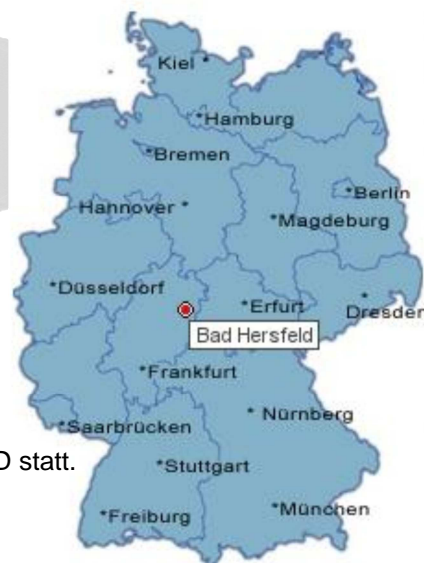 Kiel
Hamburg
Bremen
Berlin
Hannover
Magdeburg
Düsseldorf
Erfurt
Dresden
Bad Hersfeld
Frankfurt
Nürnberg
Saarbrücken
statt.
Stuttgart
München
Freiburg